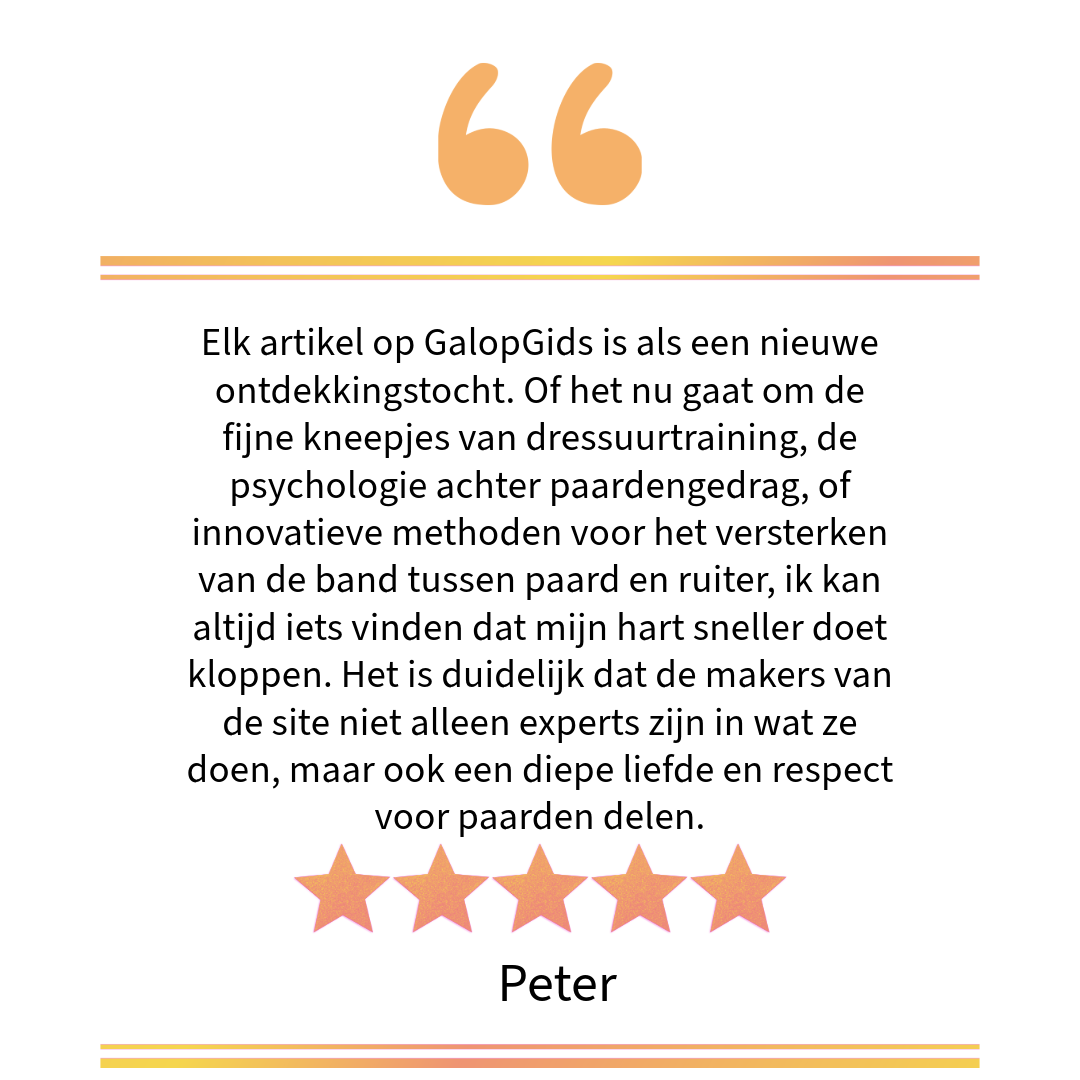 Elk artikel op GalopGids is als een nieuwe
ontdekkingstocht. Of het nu gaat om de
fijne kneepjes van dressuurtraining, de
psychologie achter paardengedrag, of
innovatieve methoden voor het versterken
van de band tussen paard en ruiter, ik kan
altijd iets vinden dat mijn hart sneller doet
kloppen. Het is duidelijk dat de makers van
de site niet alleen experts zijn in wat ze
doen, maar ook een diepe liefde en respect
voor paarden delen.
Peter